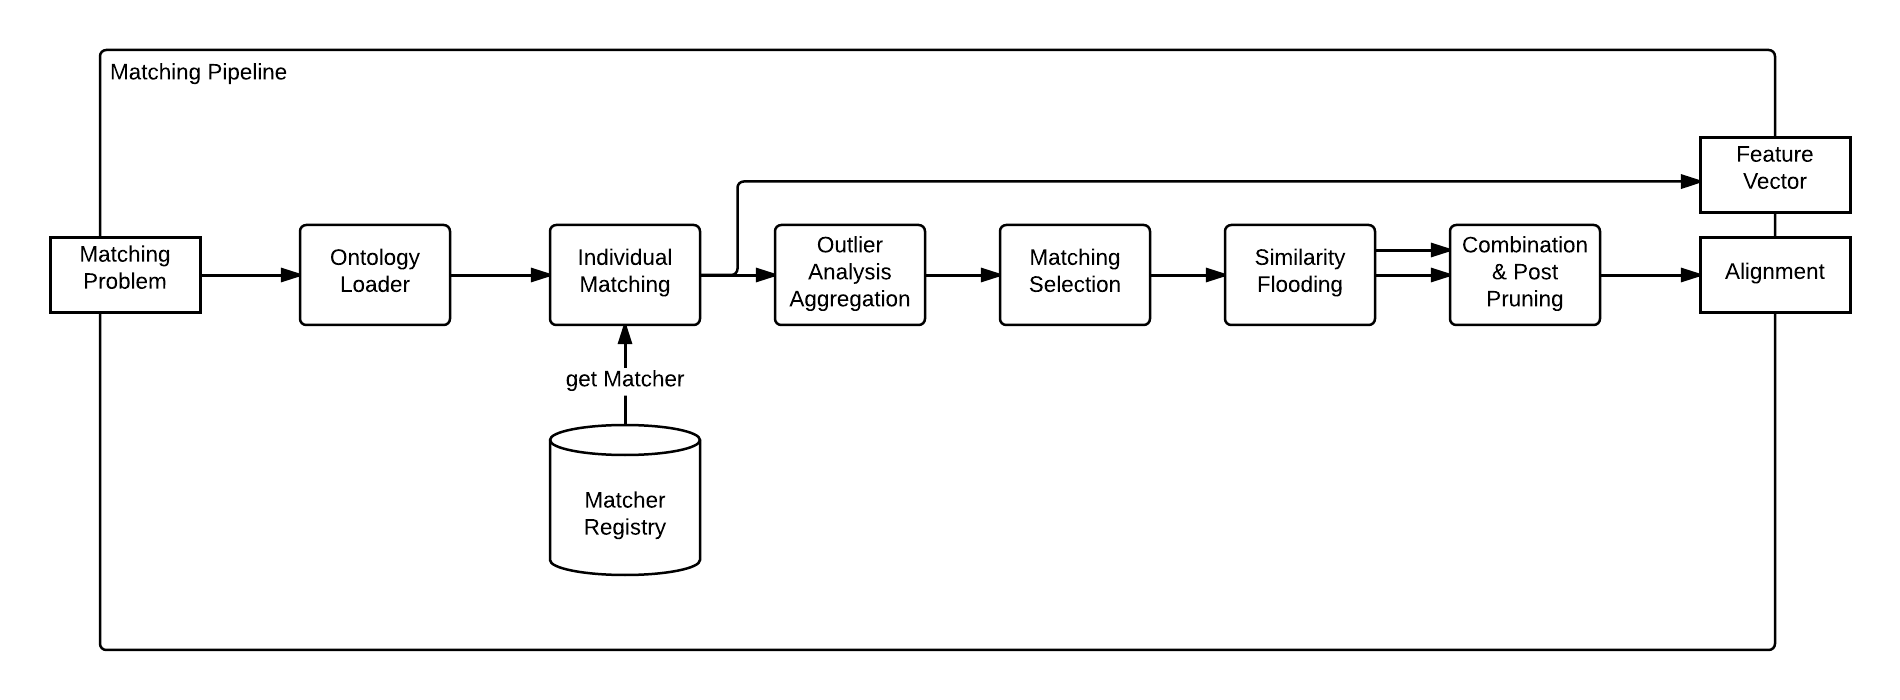 Matching Pipeline
Feature
Vector
Matching
Problem
Ontology
Loader
Individual
Matching
Outlier
Analysis
Aggregation
Matching
Selection
Similarity
Flooding
Combination
& Post
Pruning
Alignment
get Matcher
Matcher
Registry